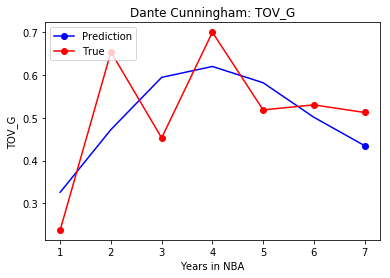 Dante Cunningham: TOV_G
Prediction
True
0.7
0.6
0.5
0.4
0.3
TOV_G
1 2 3 4 5 6 7
Years in NBA